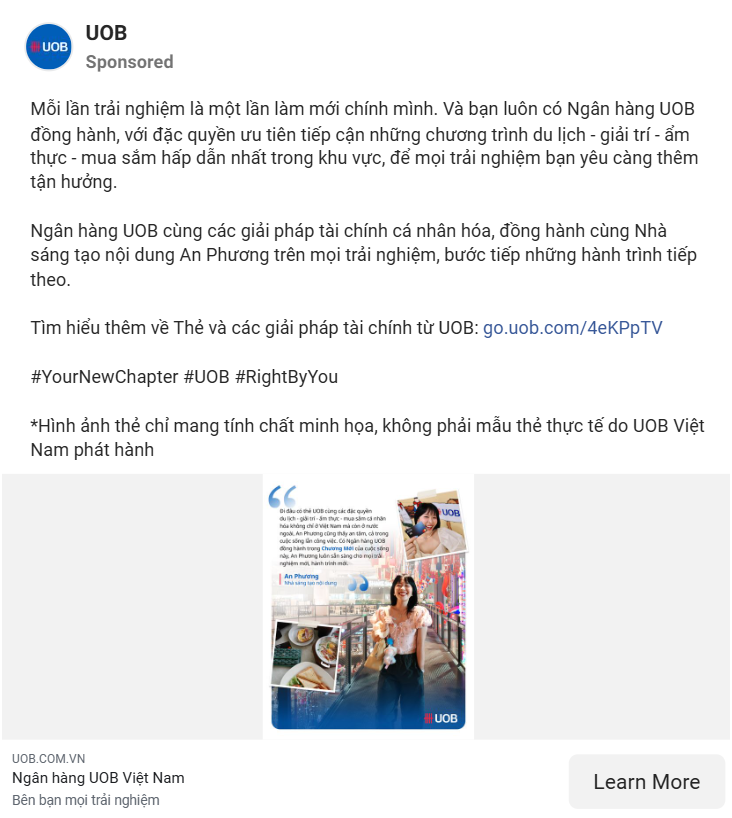 UOB
UOB
Sponsored
Mỗi lần trải nghiệm là một lần làm mới chính mình. Và bạn luôn có Ngân hàng UOB
đồng hành, với đặc quyền ưu tiên tiếp cận những chương trình du lịch - giải trí - ẩm
thực - mua sắm hấp dẫn nhất trong khu vực, để mọi trải nghiệm bạn yêu càng thêm
tận hưởng.
Ngân hàng UOB cùng các giải pháp tài chính cá nhân hóa, đồng hành cùng Nhà
sáng tạo nội dung An Phương trên mọi trải nghiệm, bước tiếp những hành trình tiếp
theo.
Tìm hiểu thêm về Thẻ và các giải pháp tài chính từ UOB: go.uob.com/4eKPpTV
#YourNewChapter #UOB #RightByYou
*Hình ảnh thẻ chỉ mang tính chất minh họa, không phải mẫu thẻ thực tế do UOB Việt
Nam phát hành
Đi đâu có thẻ UOB cùng các đặc quyền
du lịch - giải trí - ẩm thực - mua sắm cá nhân
hóa không chỉ ở Việt Nam mà còn ở nước
ngoài, An Phương cũng thấy an tâm, cả trong
cuộc sống lẫn công việc. Có Ngân hàng UOB
đồng hành trong Chương Mới của cuộc sống
này, An Phương luôn sẵn sàng cho mọi trải
nghiệm mới, hành trình mới.
An Phương
Nhà sáng tạo nội dung
UOB
UOB
UOB.COM.VN
Ngân hàng UOB Việt Nam
Bên bạn mọi trải nghiệm
Learn More